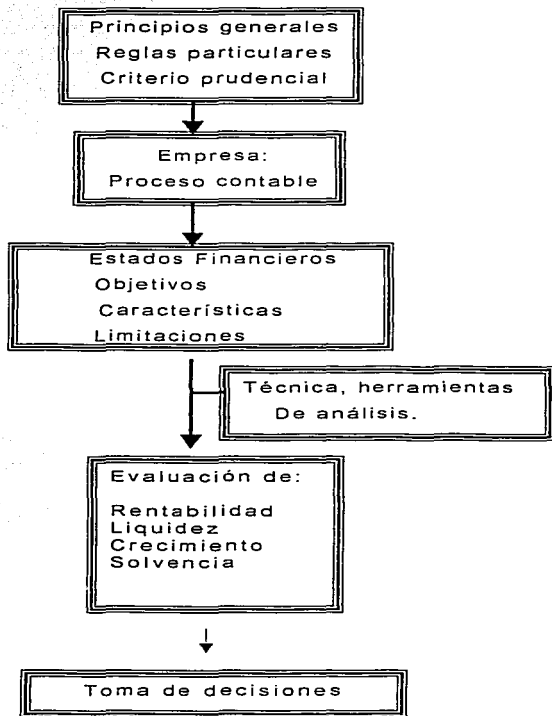 Principios generales
Reglas particulares
Criterio prudencial
Empresa:
Proceso contable
Estados Financieros
Objetivos
Características
Limitaciones
Técnica, herramientas
De análisis.
Evaluación de:
Rentabilidad
Liquidez
Crecimiento
Solvencia
Toma de decisiones